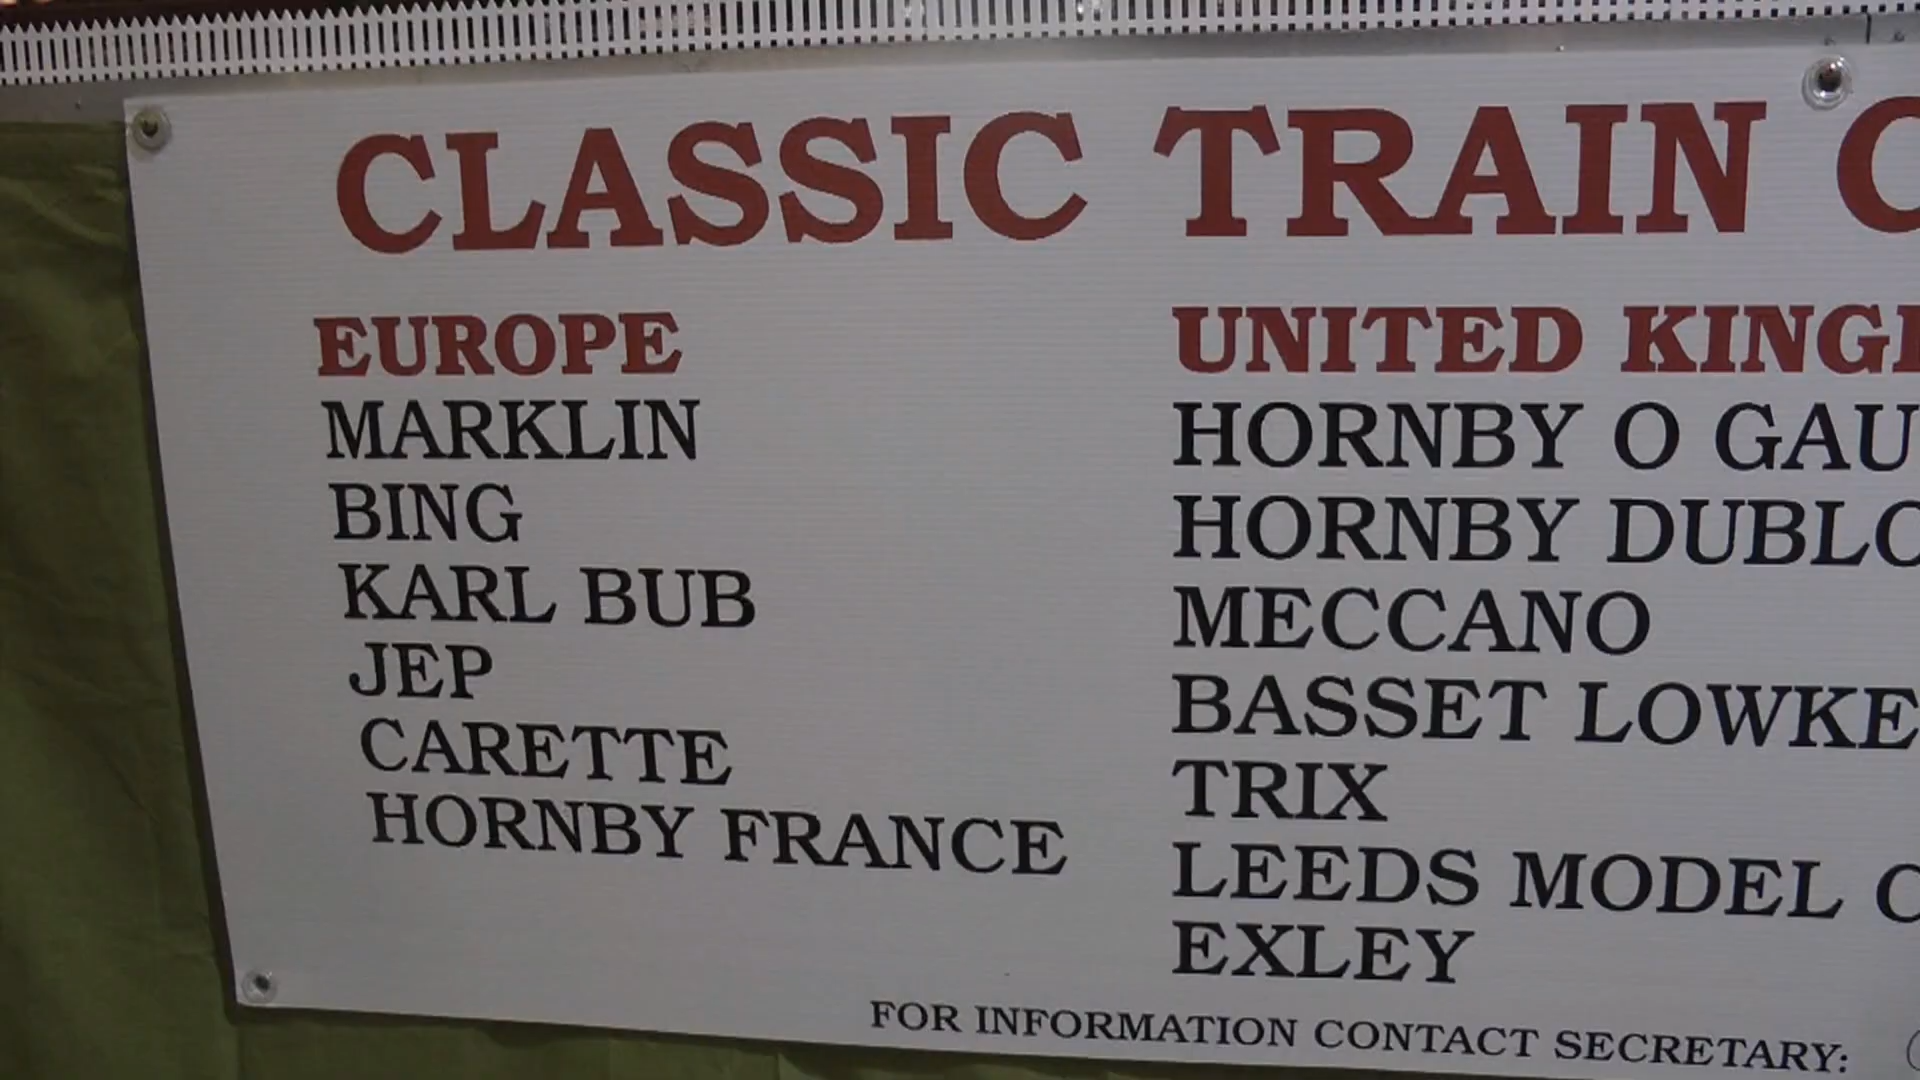 CLASSIC TRAIN
EUROPE
MARKLIN
BING
KARL BUB
JEP
CARETTE
HORNBY FRANCE
UNITED
HORNBY O
HORNBY
MECCANO
BASSET
TRIX
LEEDS MODEL
EXLEY
FOR INFORMATION CONTACT SECRETARY: